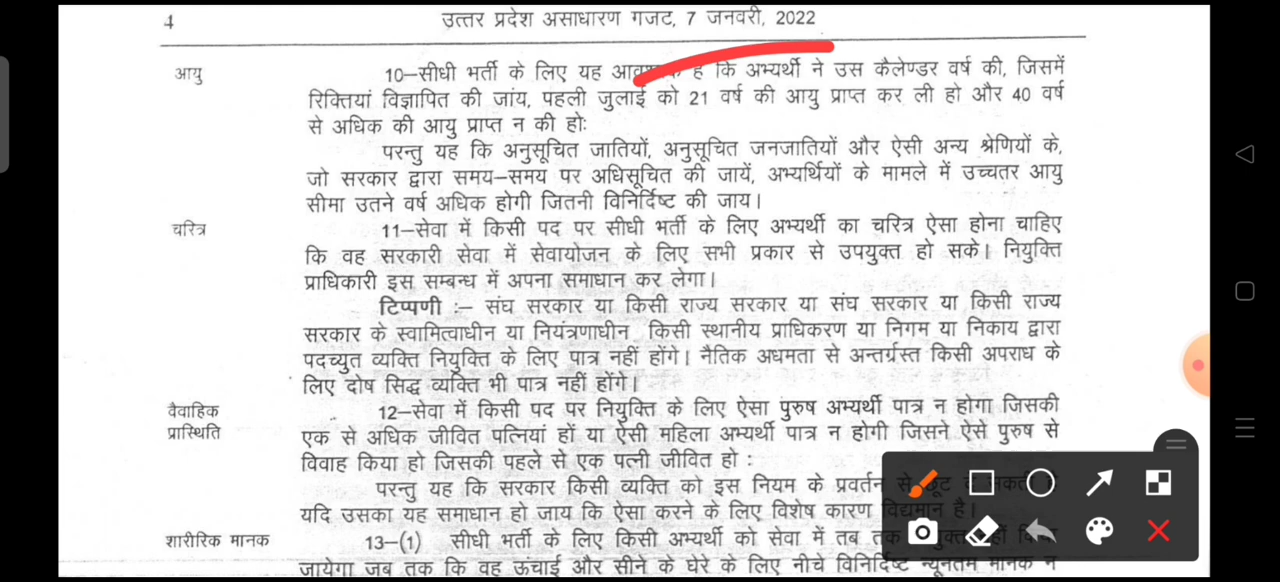 4
उत्तर प्रदेश असाधारण गजट, 7 जनवरी, 2022
आयु
10–सीधी भर्ती के लिए यह है कि अभ्यर्थी ने उस कैलेण्डर वर्ष की, जिसमें
रिक्तियां विज्ञापित की जांय, पहली जुलाई को 21 वर्ष की आयु प्राप्त कर ली हो और 40 वर्ष
से अधिक की आयु प्राप्त न की हो:
परन्तु यह कि अनुसूचित जातियों, अनुसूचित जनजातियों और ऐसी अन्य श्रेणियों के,
जो सरकार द्वारा समय–समय पर अधिसूचित की जायें, अभ्यर्थियों के मामले में उच्चतर आयु
सीमा उतने वर्ष अधिक होगी जितनी विनिर्दिष्ट की जाय।
चरित्र
11–सेवा में किसी पद पर सीधी भर्ती के लिए अभ्यर्थी का चरित्र ऐसा होना चाहिए
कि वह सरकारी सेवा में सेवायोजन के लिए सभी प्रकार से उपयुक्त हो सके। नियुक्ति
प्राधिकारी इस सम्बन्ध में अपना समाधान कर लेगा।
टिप्पणी :– संघ सरकार या किसी राज्य सरकार या संघ सरकार या किसी राज्य
सरकार के स्वामित्वाधीन या नियंत्रणाधीन किसी स्थानीय प्राधिकरण या निगम या निकाय द्वारा
पदच्युत व्यक्ति नियुक्ति के लिए पात्र नहीं होंगे। नैतिक अधमता से अन्तर्ग्रस्त किसी अपराध के
लिए दोष सिद्ध व्यक्ति भी पात्र नहीं होंगे।
वैवाहिक
प्रास्थिति
12–सेवा में किसी पद पर नियुक्ति के लिए ऐसा पुरुष अभ्यर्थी पात्र न होगा जिसकी
एक से अधिक जीवित पत्नियां हों या ऐसी महिला अभ्यर्थी पात्र न होगी जिसने ऐसे पुरुष से
विवाह किया हो जिसकी पहले से एक पत्नी जीवित हो :
परन्तु यह कि सरकार किसी व्यक्ति को इस नियम के प्रवर्तन से छूट दे सकती है
यदि उसका यह समाधान हो जाय कि ऐसा करने के लिए विशेष कारण विद्यमान है।
शारीरिक मानक
13–(1) सीधी भर्ती के लिए किसी अभ्यर्थी को सेवा में तब तक
जायेगा जब तक कि वह ऊंचाई और सीने के घेरे के लिए नीचे विनिर्दिष्ट न्यूनतम मानक न